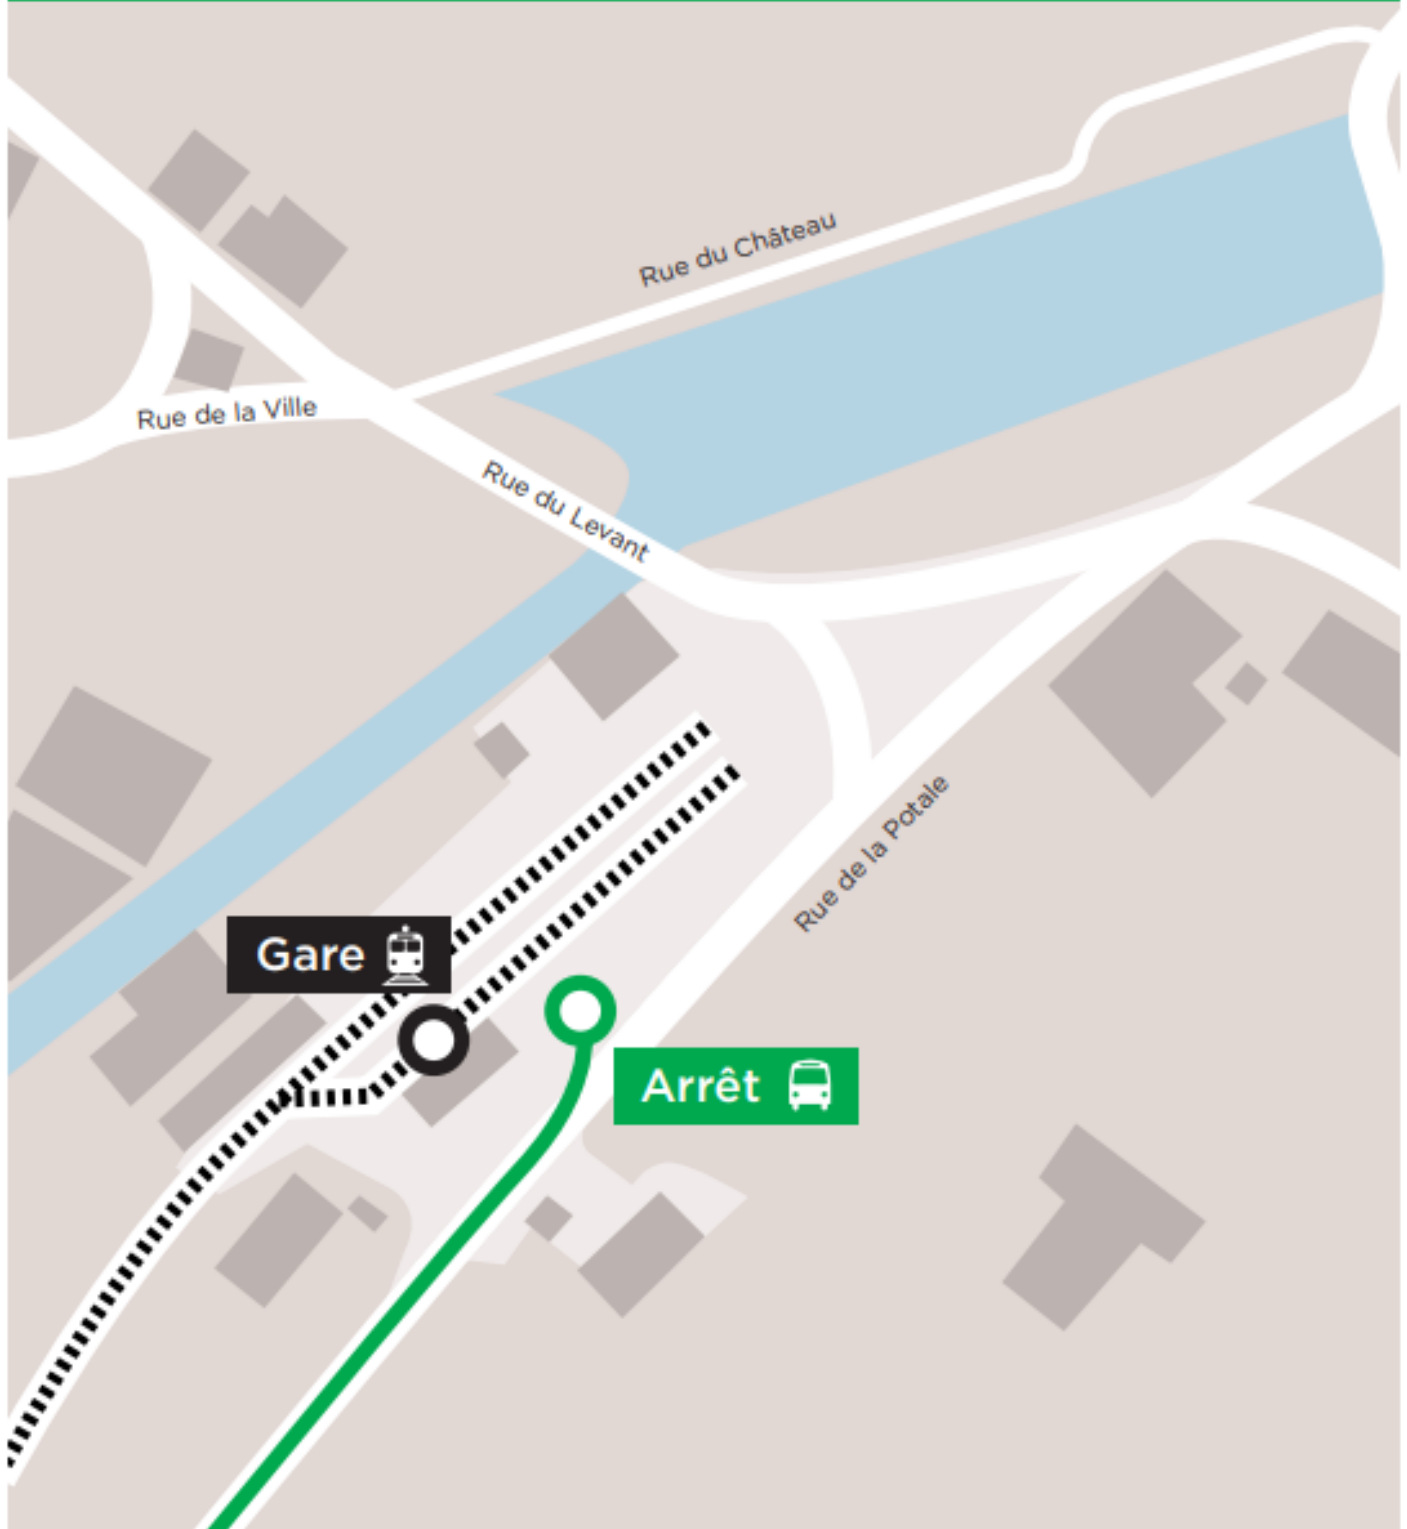 Rue du Château
Rue de la Ville
Rue du Levant
Rue de la Potale
Gare
Arrêt